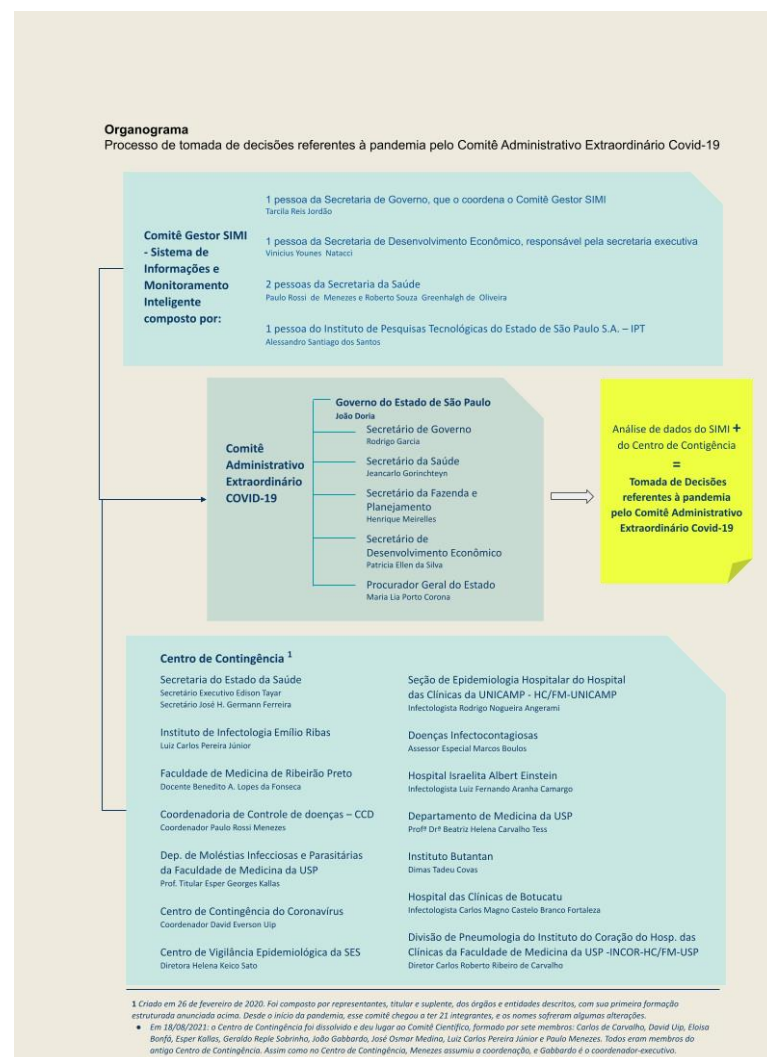 Organograma
Processo de tomada de decisões referentes à pandemia pelo Comitê Administrativo Extraordinário Covid-19
Comitê Gestor SIMI
- Sistema de
Informações e
Monitoramento
Inteligente
composto por:
1 pessoa da Secretaria de Governo, que o coordena o Comitê Gestor SIMI
Tarcila Reis Jordão
1 pessoa da Secretaria de Desenvolvimento Econômico, responsável pela secretaria executiva
Vinicius Younes Natacci
2 pessoas da Secretaria da Saúde
Paulo Rossi de Menezes e Roberto Souza Greenhalgh de Oliveira
1 pessoa do Instituto de Pesquisas Tecnológicas do Estado de São Paulo S.A. – IPT
Alessandro Santiago dos Santos
Comitê
Administrativo
Extraordinário
COVID-19
Governo do Estado de São Paulo
João Doria
Secretário de Governo
Rodrigo Garcia
Secretário da Saúde
Jeancarlo Gorinchteyn
Secretário da Fazenda e
Planejamento
Henrique Meirelles
Secretário de
Desenvolvimento Econômico
Patricia Ellen da Silva
Procurador Geral do Estado
Maria Lia Porto Corona
Análise de dados do SIMI +
do Centro de Contigência
=
Tomada de Decisões
referentes à pandemia
pelo Comitê Administrativo
Extraordinário Covid-19
Centro de Contingência 1
Secretaria do Estado da Saúde
Secretário Executivo Edison Tayar
Secretário José H. Germann Ferreira
Instituto de Infectologia Emílio Ribas
Luiz Carlos Pereira Júnior
Faculdade de Medicina de Ribeirão Preto
Docente Benedito A. Lopes da Fonseca
Coordenadoria de Controle de doenças – CCD
Coordenador Paulo Rossi Menezes
Dep. de Moléstias Infecciosas e Parasitárias
da Faculdade de Medicina da USP
Prof. Titular Esper Georges Kallas
Centro de Contingência do Coronavírus
Coordenador David Everson Uip
Centro de Vigilância Epidemiológica da SES
Diretora Helena Keico Sato
Seção de Epidemiologia Hospitalar do Hospital
das Clínicas da UNICAMP - HC/FM-UNICAMP
Infectologista Rodrigo Nogueira Angerami
Doenças Infectocontagiosas
Assessor Especial Marcos Boulos
Hospital Israelita Albert Einstein
Infectologista Luiz Fernando Aranha Camargo
Departamento de Medicina da USP
Profª Drª Beatriz Helena Carvalho Tess
Instituto Butantan
Dimas Tadeu Covas
Hospital das Clínicas de Botucatu
Infectologista Carlos Magno Castelo Branco Fortaleza
Divisão de Pneumologia do Instituto do Coração do Hosp. das
Clínicas da Faculdade de Medicina da USP -INCOR-HC/FM-USP
Diretor Carlos Roberto Ribeiro de Carvalho
1 Criado em 26 de fevereiro de 2020. Foi composto por representantes, titular e suplente, dos órgãos e entidades descritos, com sua primeira formação
estruturada anunciada acima. Desde o início da pandemia, esse comitê chegou a ter 21 integrantes, e os nomes sofreram algumas alterações.
● Em 18/08/2021: o Centro de Contingência foi dissolvido e deu lugar ao Comitê Científico, formado por sete membros: Carlos de Carvalho, David Uip, Eloisa
Bonfá, Esper Kallas, Geraldo Reple Sobrinho, João Gabbardo, José Osmar Medina, Luiz Carlos Pereira Júnior e Paulo Menezes. Todos eram membros do
antigo Centro de Contingência. Assim como no Centro de Contingência, Menezes assumiu a coordenação, e Gabbardo é o coordenador-executivo.